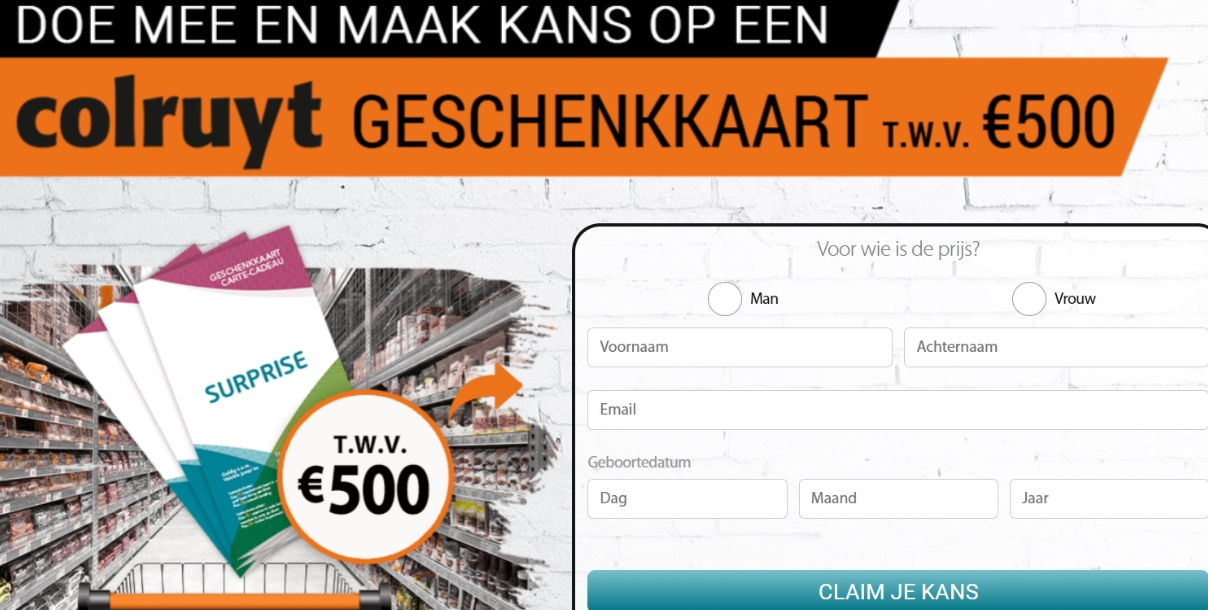 DOE MEE EN MAAK KANS OP EEN
colruyt GESCHENKKAART T.W.V. €500
Voor wie is de prijs?
Man Vrouw
Voornaam Achternaam
Email
Geboortedatum
Dag Maand Jaar
CLAIM JE KANS
GESCHENKKAART
CARTE-CADEAU
SURPRISE
T.W.V.
€500